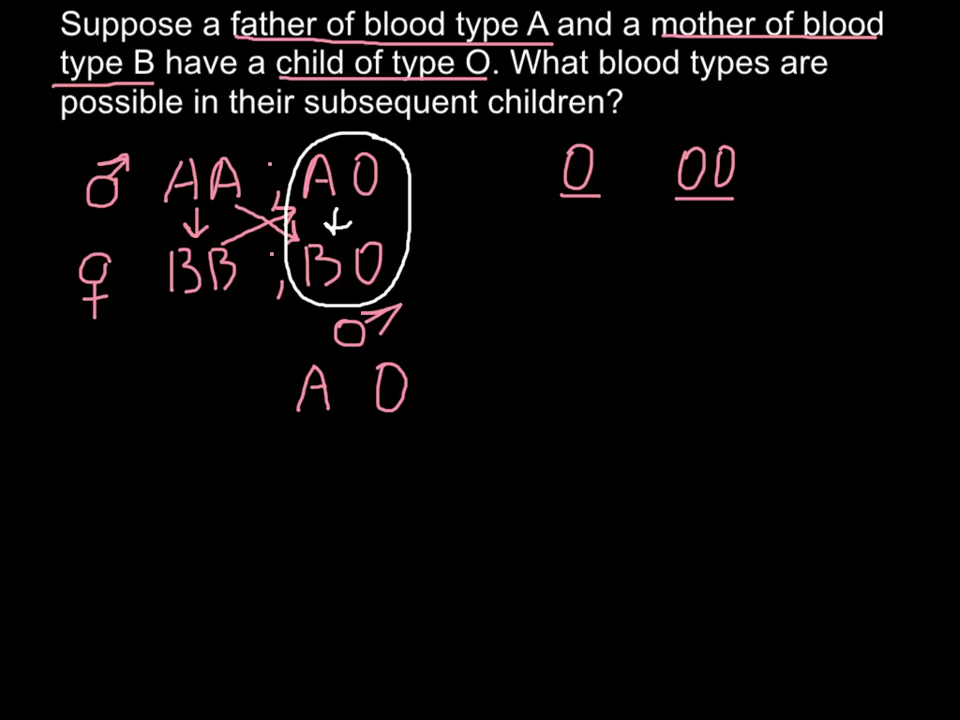 Suppose a father of blood type A and a mother of blood
type B have a child of type O. What blood types are
possible in their subsequent children?
♂ AA ; AO O OO
♀ BB ; BO
♂
A O